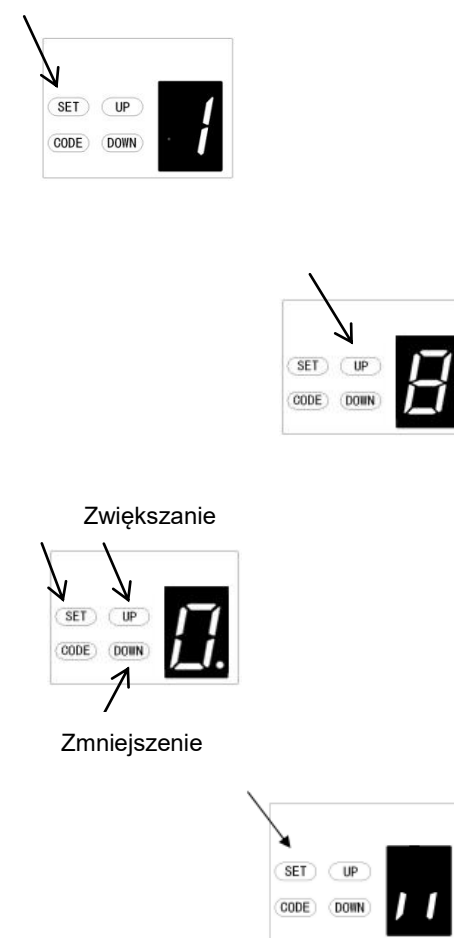 SET UP
CODE DOWN
1
SET UP
CODE DOWN
8
Zwiększanie
SET UP
CODE DOWN
0.
Zmniejszenie
SET UP
CODE DOWN
11